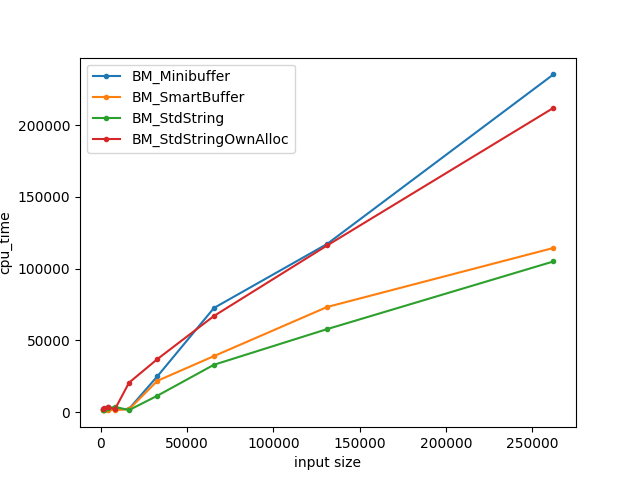 BM_Minibuffer
BM_SmartBuffer
BM_StdString
BM_StdStringOwnAlloc
cpu_time
200000
150000
100000
50000
0
0 50000 100000 150000 200000 250000
input size